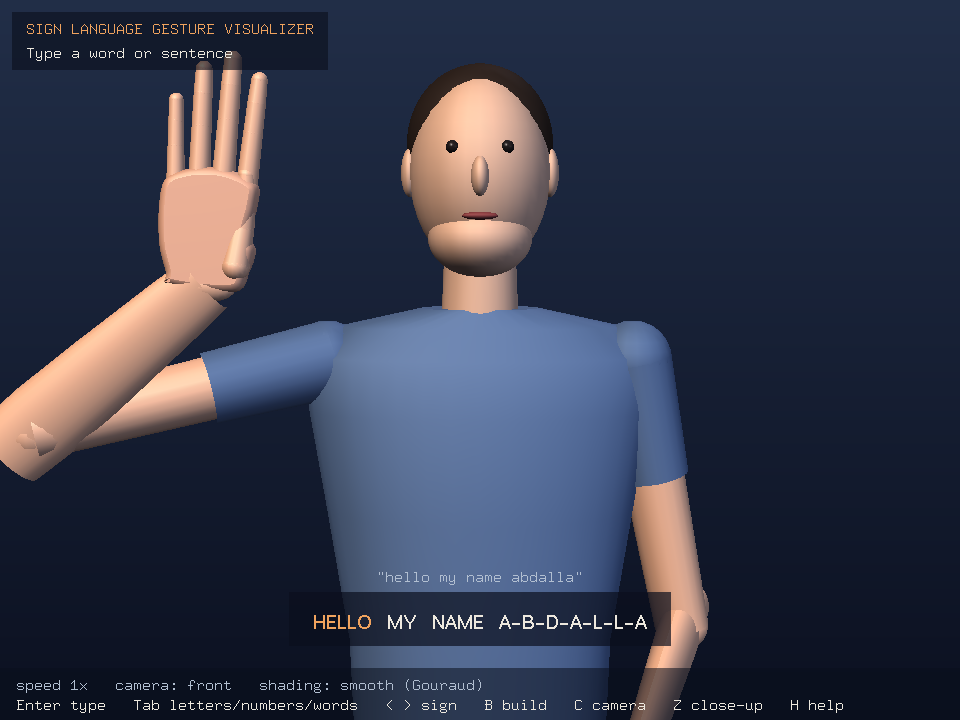 SIGN LANGUAGE GESTURE VISUALIZER
Type a word or sentence
"hello my name abdalla"
HELLO MY NAME A-B-D-A-L-L-A
speed 1x camera: front shading: smooth (Gouraud)
Enter type Tab letters/numbers/words < > sign B build C camera Z close-up H help